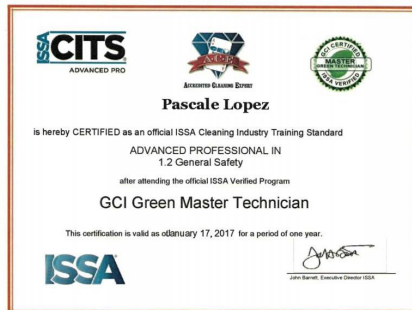 ISSA CITS
ADVANCED PRO
ACE
ACCREDITED CLEANING EXPERT
GCI CERTIFIED
MASTER
GREEN TECHNICIAN
ISSA VERIFIED
Pascale Lopez
is hereby CERTIFIED as an official ISSA Cleaning Industry Training Standard
ADVANCED PROFESSIONAL IN
1.2 General Safety
after attending the official ISSA Verified Program
GCI Green Master Technician
This certification is valid as of January 17, 2017 for a period of one year.
ISSA
John Barrett, Executive Director ISSA